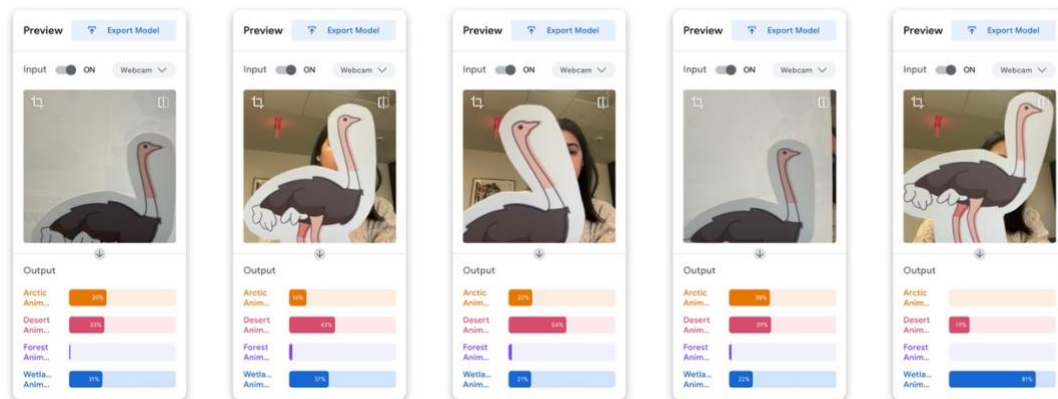 Preview
Export Model
Input ON Webcam
Output
Arctic
Anim...
35%
Desert
Anim...
33%
Forest
Anim...
Wetla...
Anim...
31%
Preview
Export Model
Input ON Webcam
Output
Arctic
Anim...
16%
Desert
Anim...
43%
Forest
Anim...
Wetla...
Anim...
37%
Preview
Export Model
Input ON Webcam
Output
Arctic
Anim...
22%
Desert
Anim...
54%
Forest
Anim...
Wetla...
Anim...
21%
Preview
Export Model
Input ON Webcam
Output
Arctic
Anim...
38%
Desert
Anim...
39%
Forest
Anim...
Wetla...
Anim...
22%
Preview
Export Model
Input ON Webcam
Output
Arctic
Anim...
Desert
Anim...
19%
Forest
Anim...
Wetla...
Anim...
81%